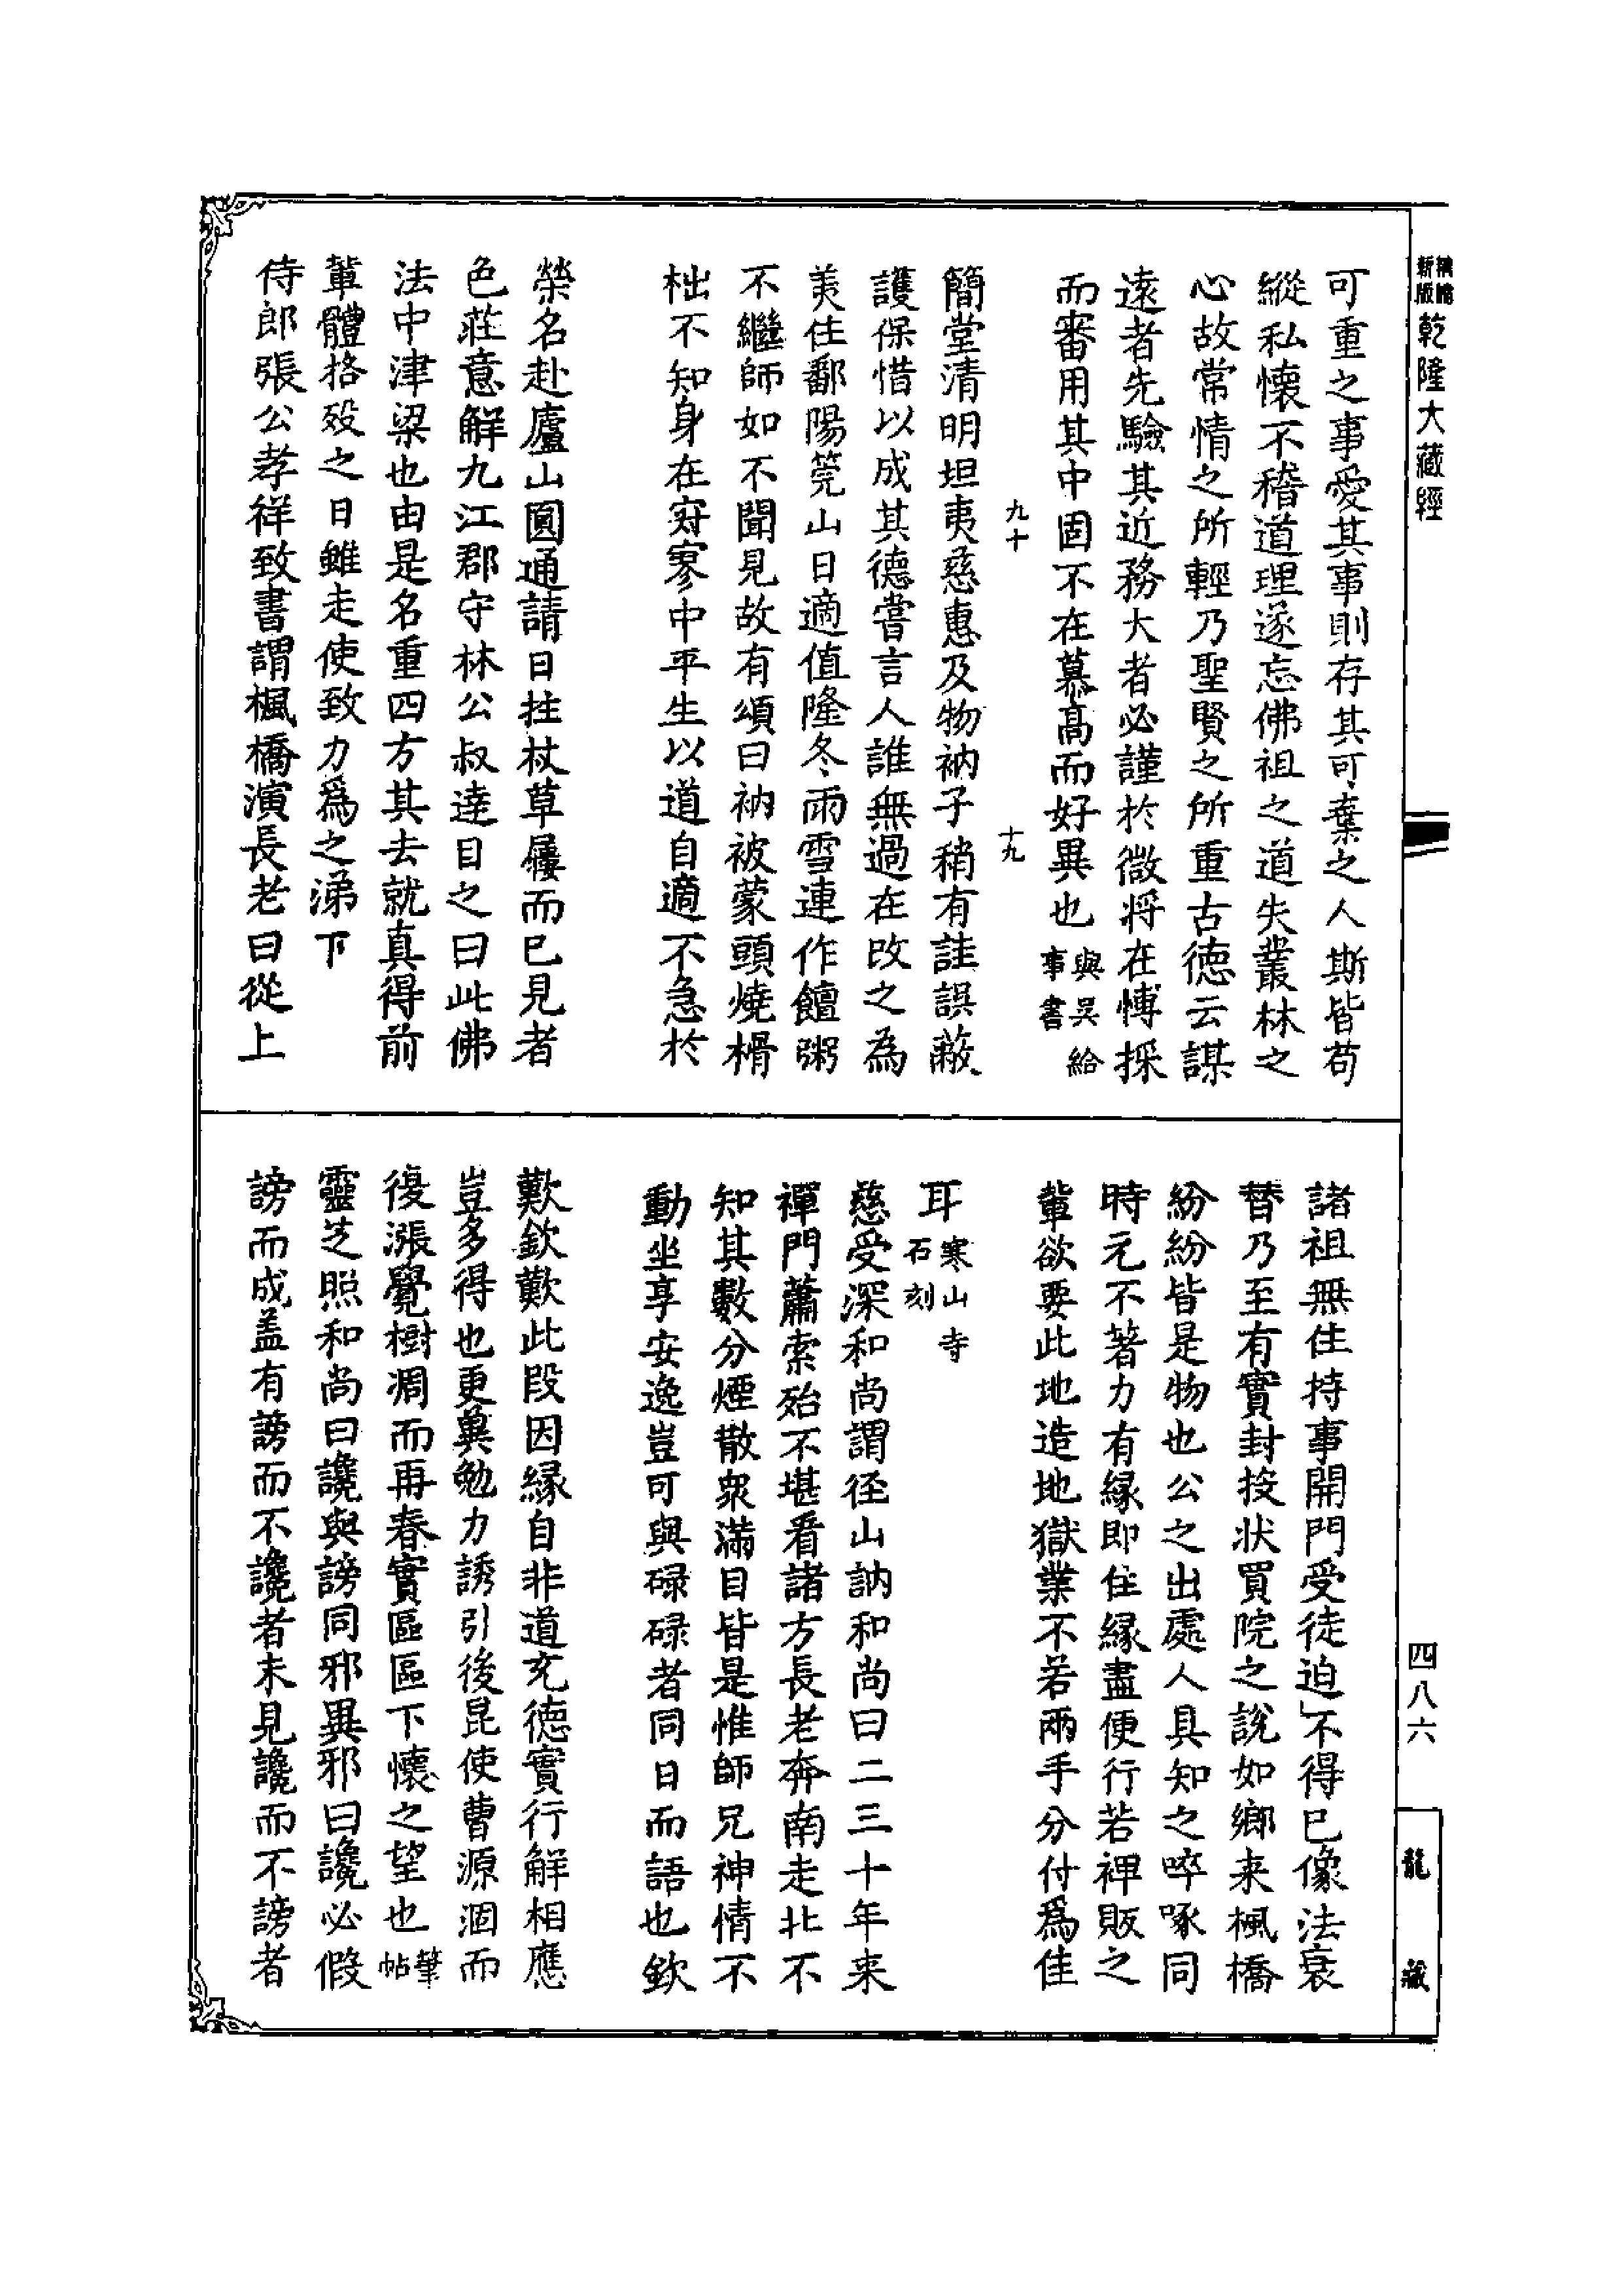 新版
乾隆大藏經
可重之事愛其事則存其可棄之人斯皆苟
縱私懷不稽道理遂忘佛祖之道失叢林之
心故常情之所輕乃聖賢之所重古德云謀
遠者先驗其近務大者必謹於微将在慱採
而審用其中固不在慕高而好異也與吴給
事書
九十
十九
簡堂清明坦夷慈惠及物衲子稍有詿誤蔽
護保惜以成其德嘗言人誰無過在改之為
美住鄱陽筦山日適值隆冬雨雪連作饘粥
不繼師如不聞見故有頌曰衲被蒙頭燒榾
柮不知身在寂寥中平生以道自適不急於
榮名赴廬山圓通請日拄杖草屨而已見者
色莊意解九江郡守林公叔達目之曰此佛
法中津梁也由是名重四方其去就真得前
輩體格殁之日雖走使致力爲之涕下
侍郎張公孝祥致書謂楓橋演長老曰從上
四八六
龍藏
諸祖無住持事開門受徒迫不得已像法衰
替乃至有實封投狀買院之說如鄉来楓橋
紛紛皆是物也公之出處人具知之啐啄同
時元不著力有緣即住緣盡便行若裨販之
輩欲要此地造地獄業不若兩手分付爲佳
耳寒山寺
石刻
慈受深和尚謂径山訥和尚曰二三十年来
禪門蕭索殆不堪看諸方長老奔南走北不
知其數分煙散衆滿目皆是惟師兄神情不
動坐享安逸豈可與碌碌者同日而語也欽
歎欽歎此段因緣自非道充德實行解相應
豈多得也更冀勉力誘引後昆使曹源涸而
復漲覺樹凋而再春實區區下懷之望也筆
帖
靈芝照和尚曰讒與謗同邪異邪曰讒必假
謗而成盖有謗而不讒者未見讒而不謗者